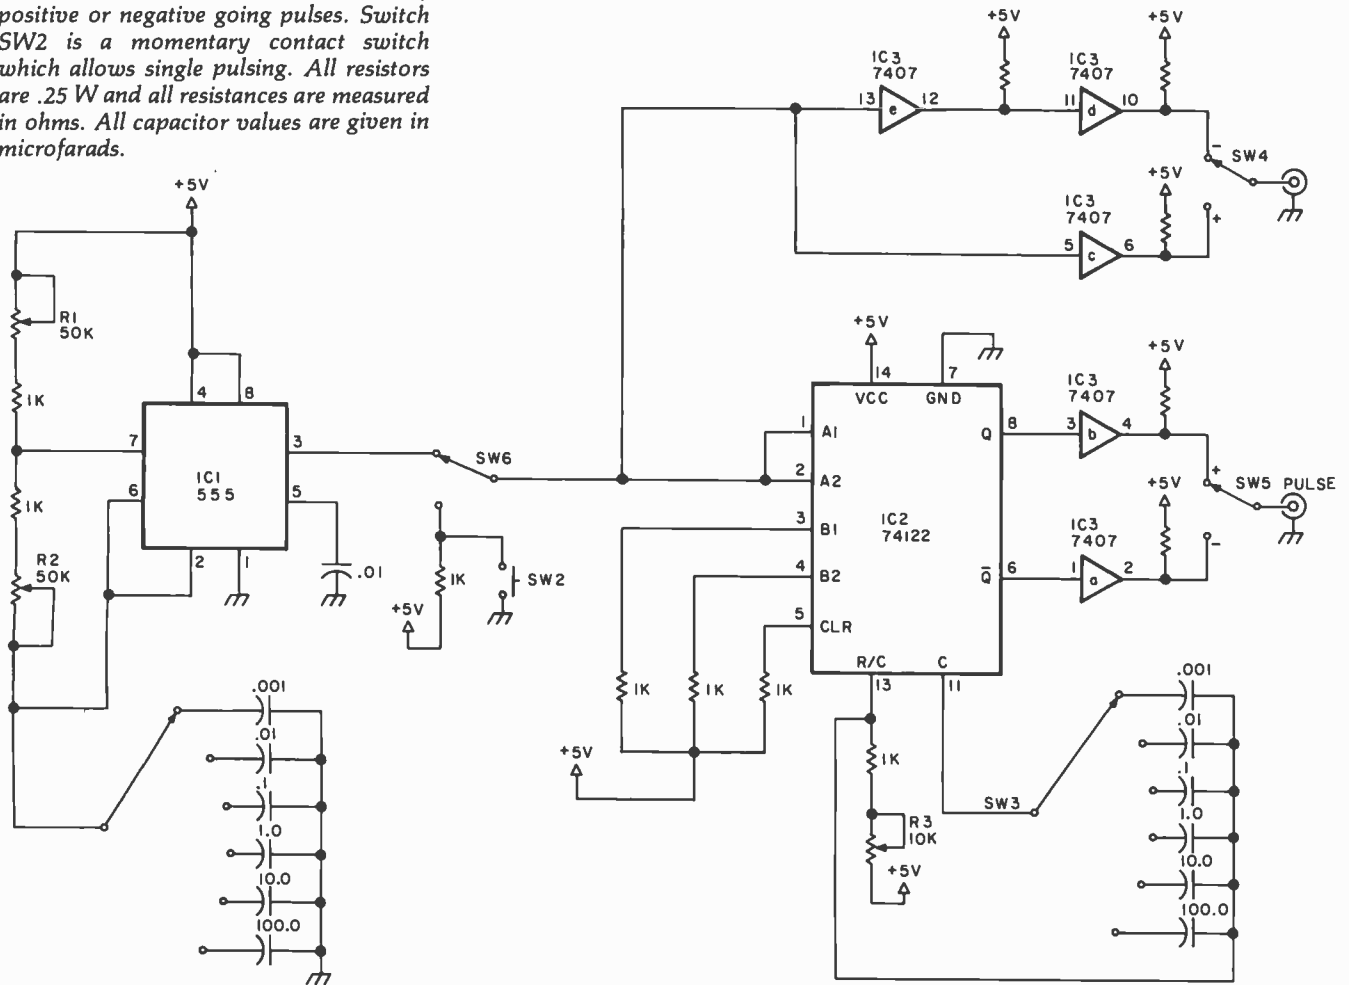 positive or negative going pulses. Switch
SW2 is a momentary contact switch
which allows single pulsing. All resistors
are .25 W and all resistances are measured
in ohms. All capacitor values are given in
microfarads.
+5V
R1
50K
1K
4
8
7
3
6
5
IC1
555
1K
2
1
R2
50K
.01
SW6
1K
SW2
+5V
.001
.01
.1
1.0
10.0
100.0
+5V
+5V
IC3
7407
13
e
12
IC3
7407
11
d
10
-
SW4
+5V
IC3
7407
5
c
6
+
+5V
14
7
VCC
GND
1
A1
2
A2
3
B1
4
B2
5
CLR
IC2
74122
Q
8
Q̅
6
R/C
C
13
11
+5V
IC3
7407
3
b
4
+
SW5 PULSE
+5V
IC3
7407
1
a
2
-
1K
1K
1K
+5V
1K
R3
10K
+5V
SW3
.001
.01
.1
1.0
10.0
100.0